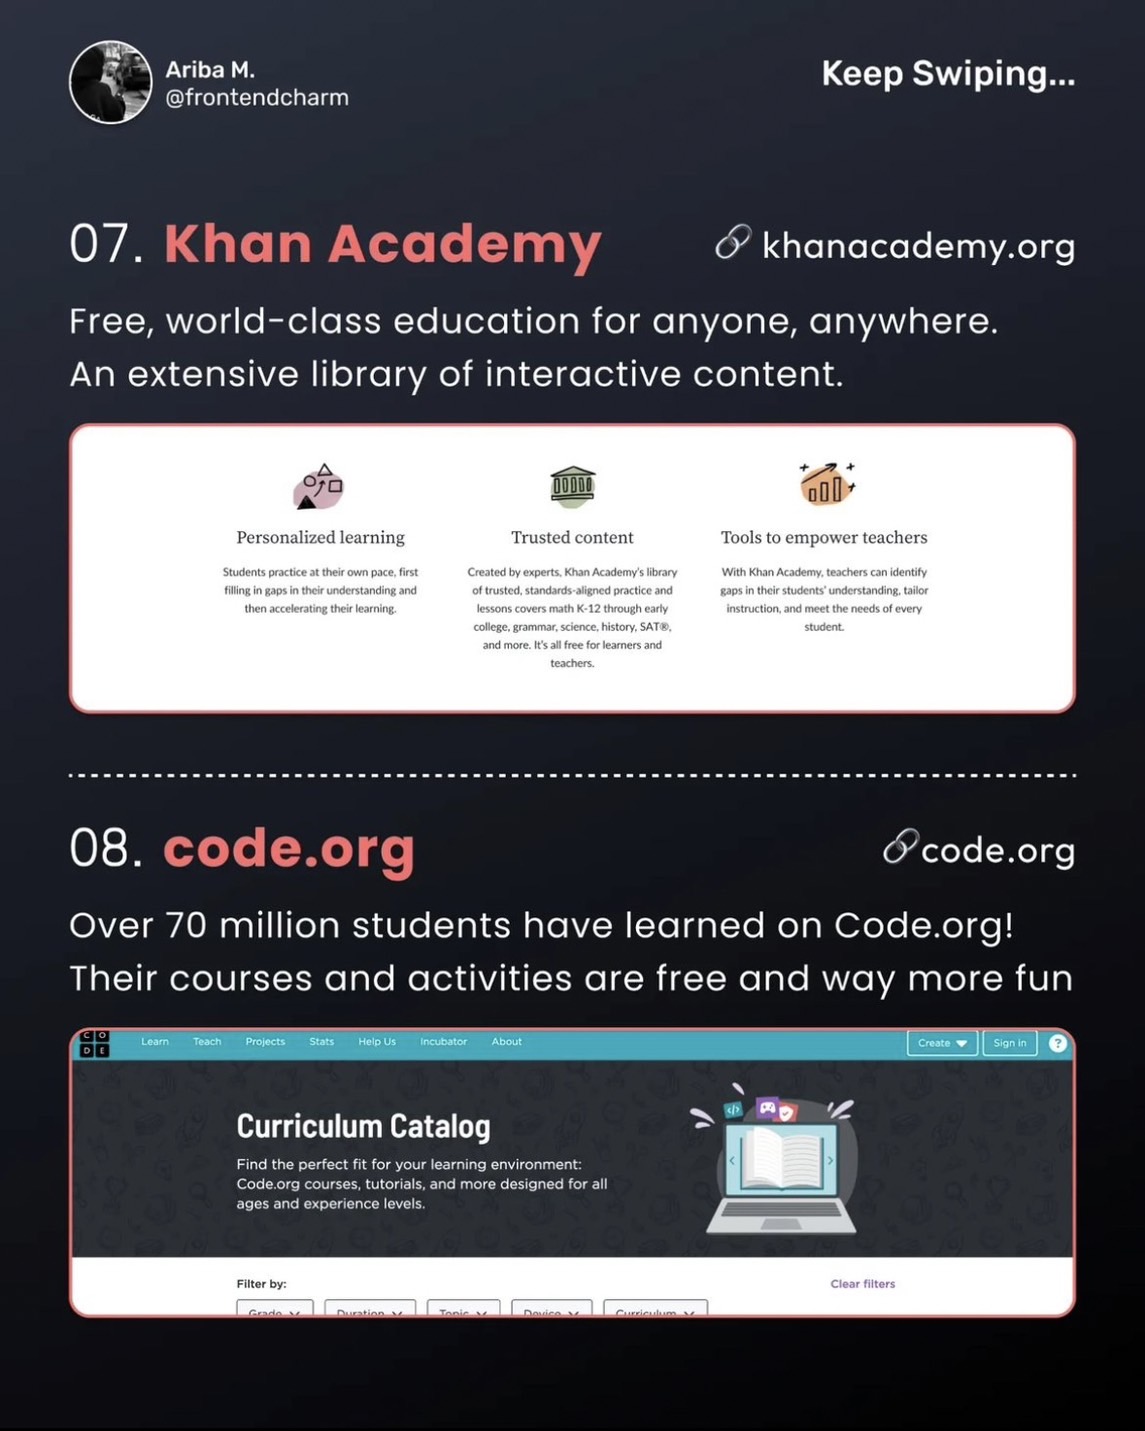 Ariba M.
@frontendcharm
Keep Swiping...
07. Khan Academy
khanacademy.org
Free, world-class education for anyone, anywhere.
An extensive library of interactive content.
Personalized learning
Students practice at their own pace, first
filling in gaps in their understanding and
then accelerating their learning.
Trusted content
Created by experts, Khan Academy's library
of trusted, standards-aligned practice and
lessons covers math K-12 through early
college, grammar, science, history, SAT®,
and more. It's all free for learners and
teachers.
Tools to empower teachers
With Khan Academy, teachers can identify
gaps in their students' understanding, tailor
instruction, and meet the needs of every
student.
08. code.org
code.org
Over 70 million students have learned on Code.org!
Their courses and activities are free and way more fun
C O
D E
Learn Teach Projects Stats Help Us Incubator About
Create Sign in ?
Curriculum Catalog
Find the perfect fit for your learning environment:
Code.org courses, tutorials, and more designed for all
ages and experience levels.
Filter by:
Clear filters
Grade Duration Topic Device Curriculum